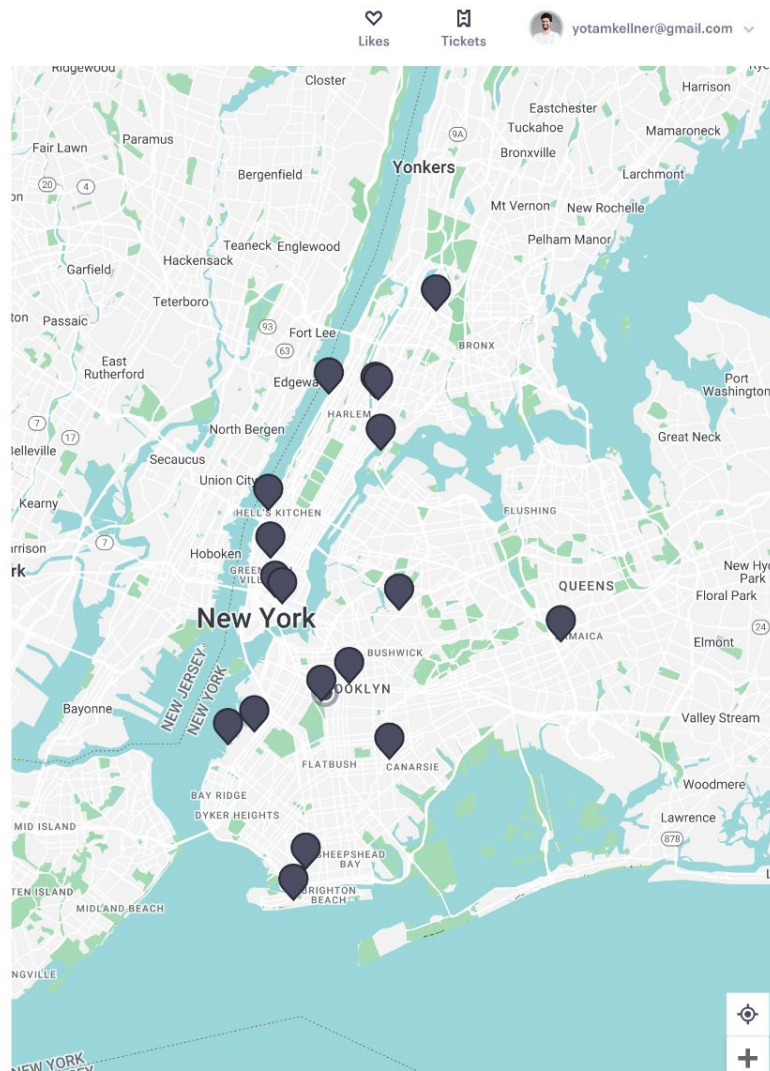 Likes
Tickets
yotamkellner@gmail.com
Ridgewood
Closter
Harrison
Eastchester
Tuckahoe
Mamaroneck
9A
Paramus
Fair Lawn
Bronxville
Yonkers
Bergenfield
Larchmont
20
4
Mt Vernon
New Rochelle
Teaneck
Englewood
Pelham Manor
Hackensack
Garfield
Teterboro
Passaic
93
Fort Lee
63
BRONX
East
Rutherford
Port
Washington
HARLEM
7
17
North Bergen
Great Neck
Secaucus
Union City
Kearny
HELL'S KITCHEN
FLUSHING
7
Hoboken
QUEENS
New York
Floral Park
24
Elmont
BUSHWICK
NEW JERSEY
NEW YORK
Bayonne
Valley Stream
FLATBUSH
CANARSIE
Woodmere
BAY RIDGE
DYKER HEIGHTS
MID ISLAND
Lawrence
878
SHEEPSHEAD
BAY
BRIGHTON
BEACH
MIDLAND BEACH
NEW YORK